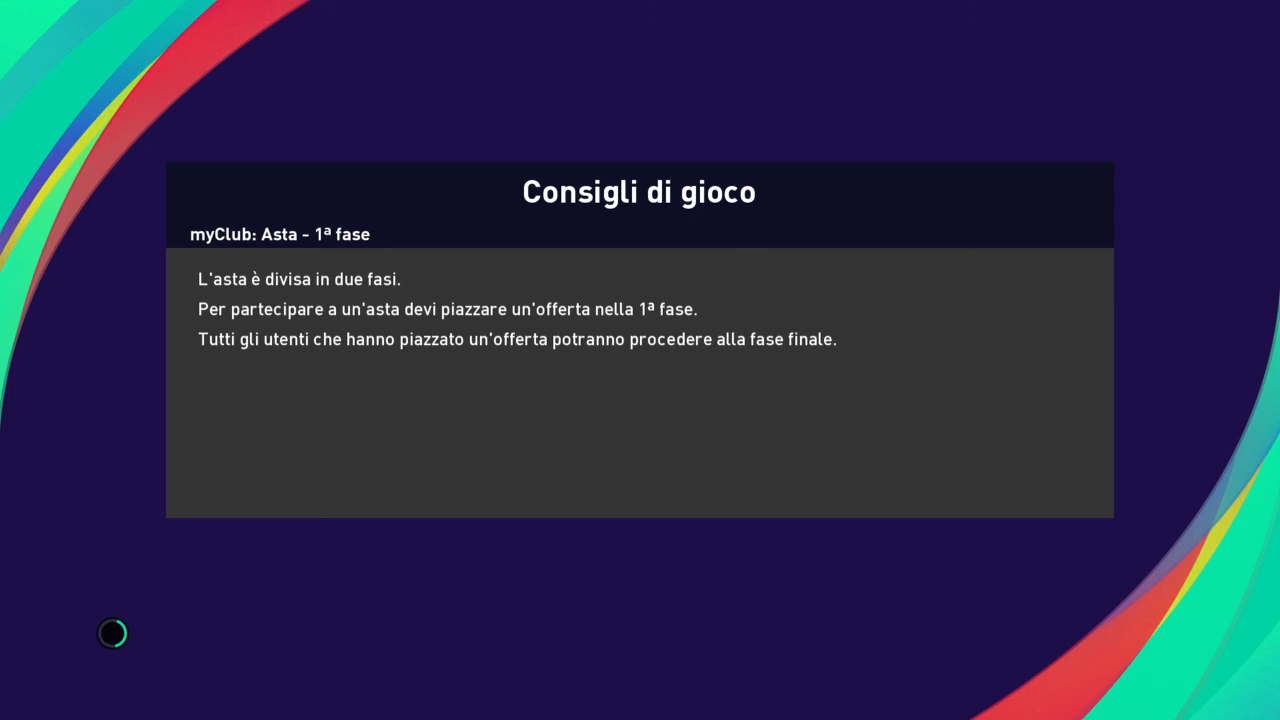 Consigli di gioco
myClub: Asta - 1ª fase
L'asta è divisa in due fasi.
Per partecipare a un'asta devi piazzare un'offerta nella 1ª fase.
Tutti gli utenti che hanno piazzato un'offerta potranno procedere alla fase finale.